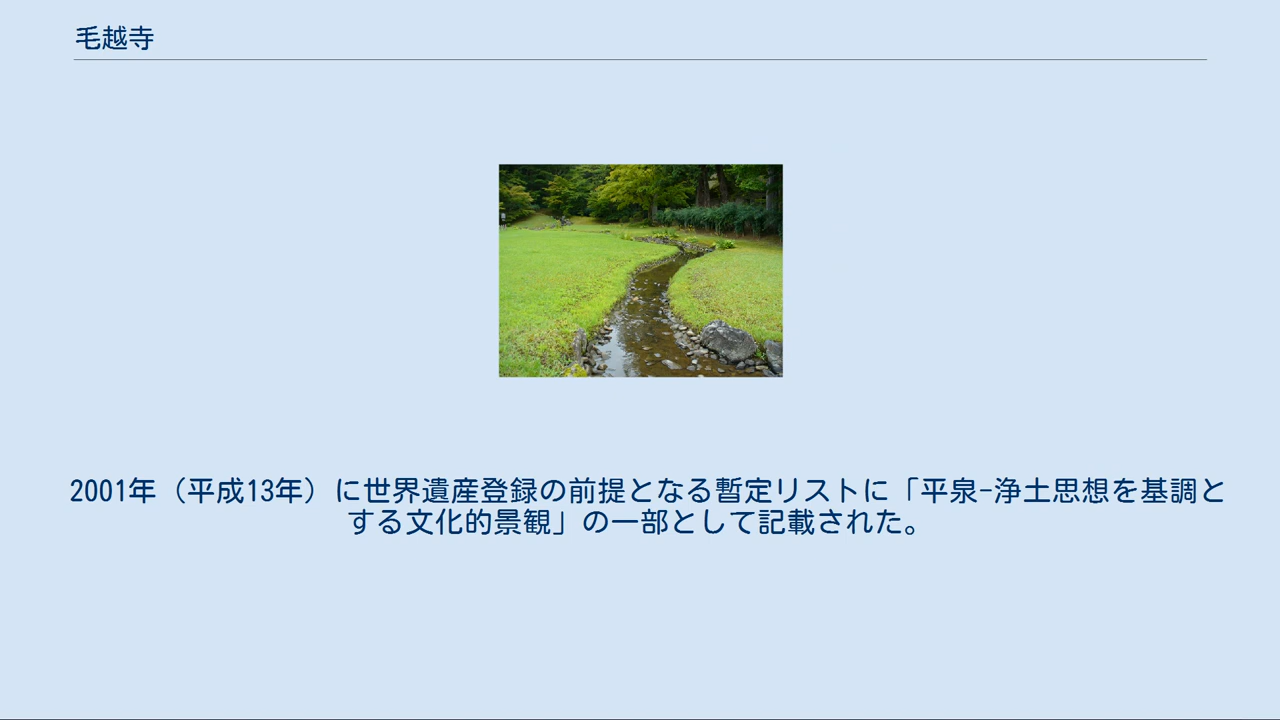 毛越寺
2001年（平成13年）に世界遺産登録の前提となる暫定リストに「平泉-浄土思想を基調と
する文化的景観」の一部として記載された。